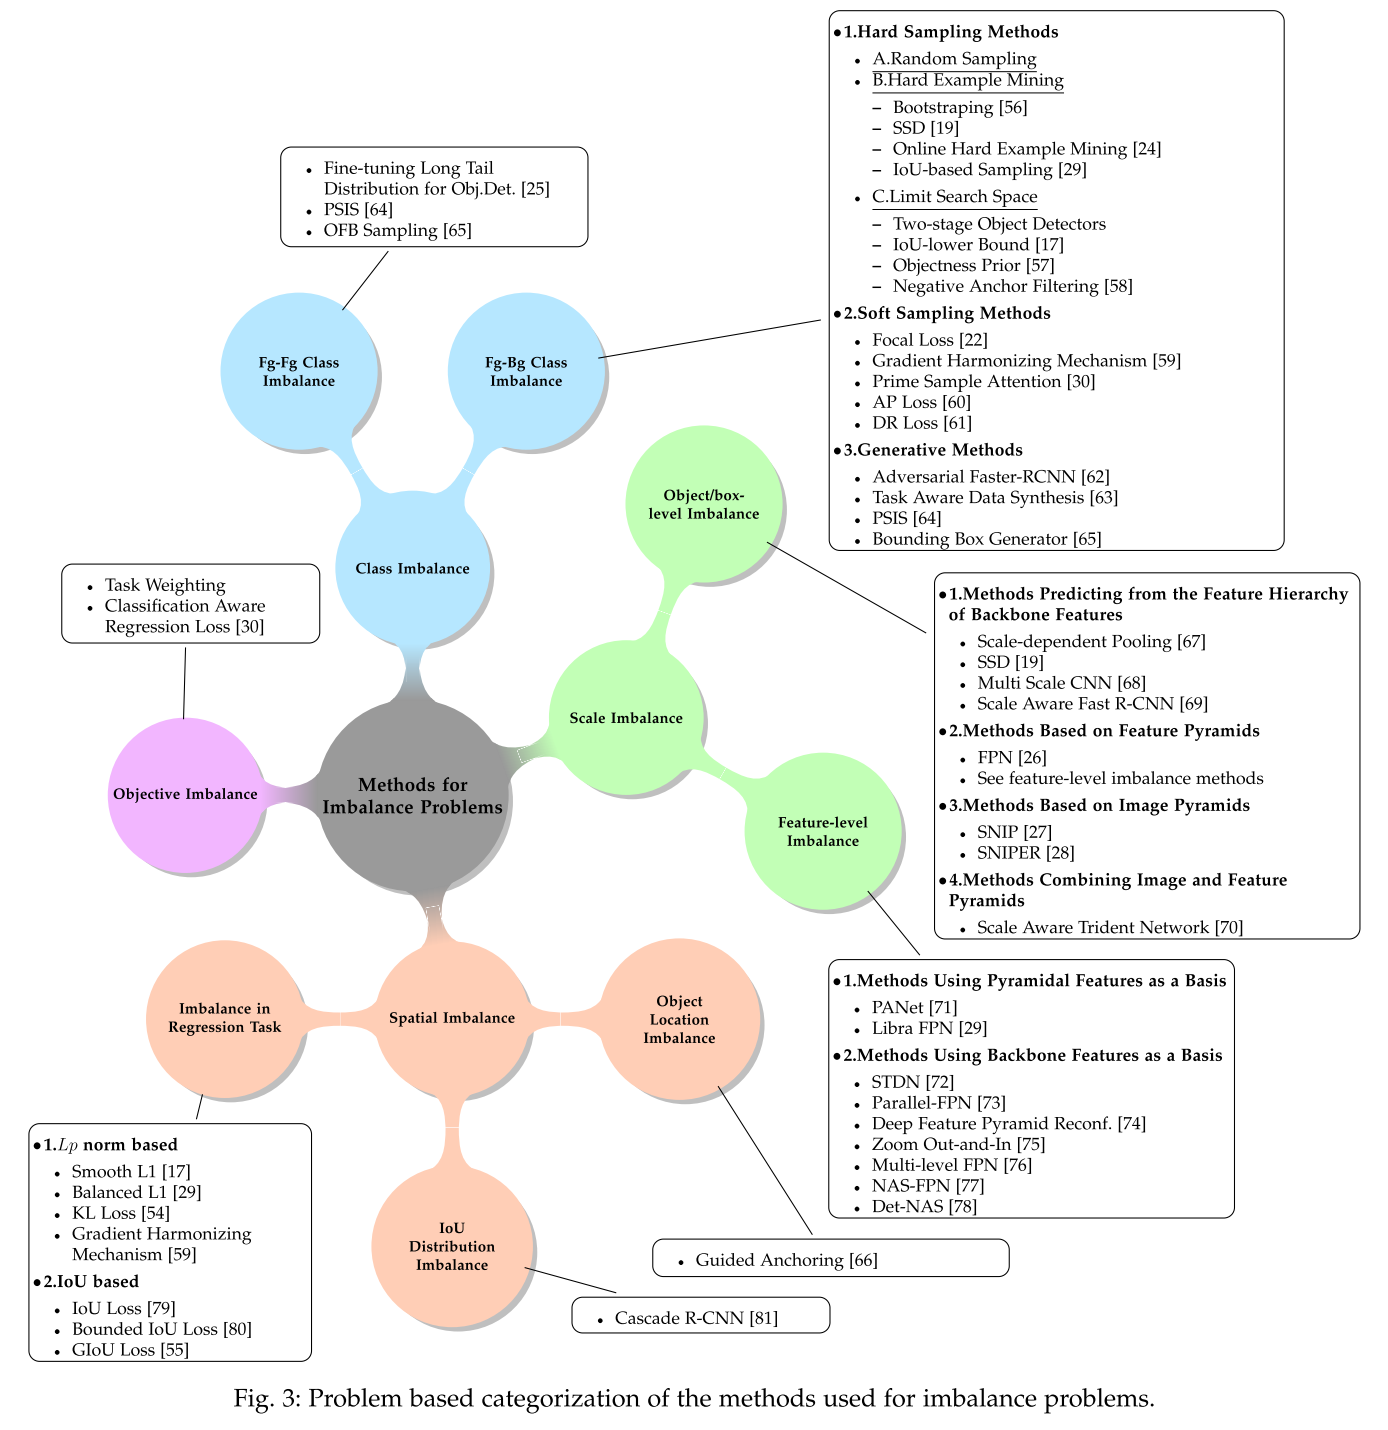 •1.Hard Sampling Methods
• A.Random Sampling
• B.Hard Example Mining
– Bootstraping [56]
– SSD [19]
– Online Hard Example Mining [24]
– IoU-based Sampling [29]
• C.Limit Search Space
– Two-stage Object Detectors
– IoU-lower Bound [17]
– Objectness Prior [57]
– Negative Anchor Filtering [58]
•2.Soft Sampling Methods
• Focal Loss [22]
• Gradient Harmonizing Mechanism [59]
• Prime Sample Attention [30]
• AP Loss [60]
• DR Loss [61]
•3.Generative Methods
• Adversarial Faster-RCNN [62]
• Task Aware Data Synthesis [63]
• PSIS [64]
• Bounding Box Generator [65]
• Fine-tuning Long Tail
Distribution for Obj.Det. [25]
• PSIS [64]
• OFB Sampling [65]
Fg-Fg Class
Imbalance
Fg-Bg Class
Imbalance
Class Imbalance
Object/box-
level Imbalance
• Task Weighting
• Classification Aware
Regression Loss [30]
•1.Methods Predicting from the Feature Hierarchy
of Backbone Features
• Scale-dependent Pooling [67]
• SSD [19]
• Multi Scale CNN [68]
• Scale Aware Fast R-CNN [69]
•2.Methods Based on Feature Pyramids
• FPN [26]
• See feature-level imbalance methods
•3.Methods Based on Image Pyramids
• SNIP [27]
• SNIPER [28]
•4.Methods Combining Image and Feature
Pyramids
• Scale Aware Trident Network [70]
Scale Imbalance
Objective Imbalance
Methods for
Imbalance Problems
Feature-level
Imbalance
•1.Methods Using Pyramidal Features as a Basis
• PANet [71]
• Libra FPN [29]
•2.Methods Using Backbone Features as a Basis
• STDN [72]
• Parallel-FPN [73]
• Deep Feature Pyramid Reconf. [74]
• Zoom Out-and-In [75]
• Multi-level FPN [76]
• NAS-FPN [77]
• Det-NAS [78]
Imbalance in
Regression Task
Spatial Imbalance
Object
Location
Imbalance
•1.Lp norm based
• Smooth L1 [17]
• Balanced L1 [29]
• KL Loss [54]
• Gradient Harmonizing
Mechanism [59]
•2.IoU based
• IoU Loss [79]
• Bounded IoU Loss [80]
• GIoU Loss [55]
IoU
Distribution
Imbalance
• Guided Anchoring [66]
• Cascade R-CNN [81]
Fig. 3: Problem based categorization of the methods used for imbalance problems.